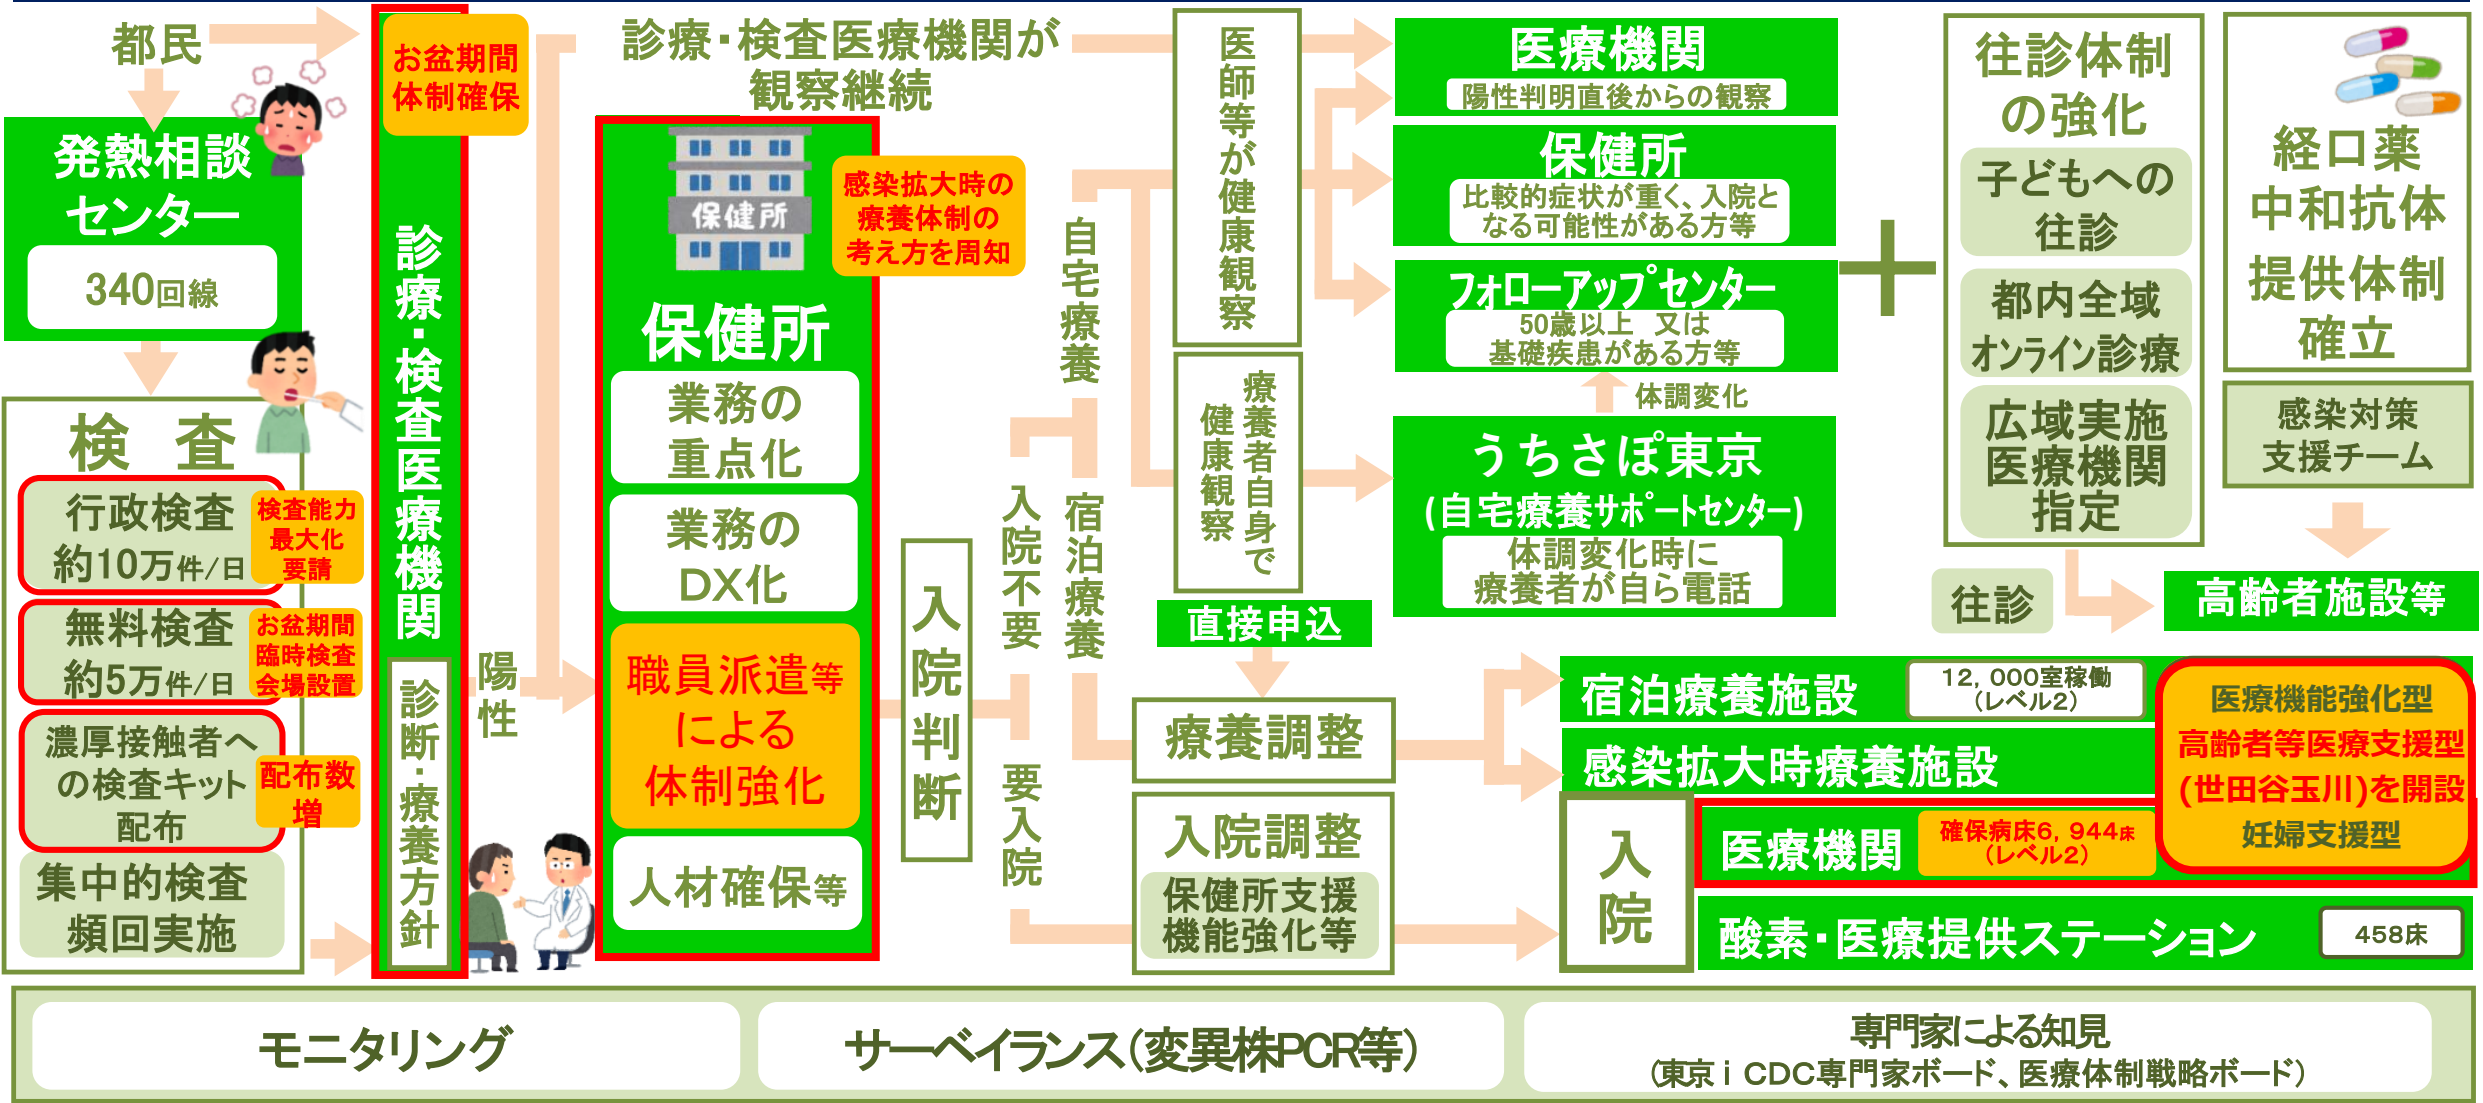 都民
発熱相談
センター
340回線
検 査
行政検査
約10万件/日
検査能力
最大化
要請
無料検査
約5万件/日
お盆期間
臨時検査
会場設置
濃厚接触者へ
の検査キット
配布
配布数
増
集中的検査
頻回実施
お盆期間
体制確保
診療・検査医療機関
診断・療養方針
陽性
診療・検査医療機関が
観察継続
保健所
感染拡大時の
療養体制の
考え方を周知
保健所
業務の
重点化
業務の
DX化
職員派遣等
による
体制強化
人材確保等
入院判断
入院不要
要入院
自宅療養
宿泊療養
医師等が健康観察
療養者自身で
健康観察
直接申込
療養調整
入院調整
保健所支援
機能強化等
医療機関
陽性判明直後からの観察
保健所
比較的症状が重く、入院と
なる可能性がある方等
フォローアップセンター
50歳以上 又は
基礎疾患がある方等
体調変化
うちさぽ東京
(自宅療養サポートセンター)
体調変化時に
療養者が自ら電話
＋
往診体制
の強化
子どもへの
往診
都内全域
オンライン診療
広域実施
医療機関
指定
往診
経口薬
中和抗体
提供体制
確立
感染対策
支援チーム
高齢者施設等
宿泊療養施設
12，000室稼働
（レベル2）
感染拡大時療養施設
入院
医療機関
確保病床6，944床
（レベル2）
医療機能強化型
高齢者等医療支援型
(世田谷玉川)を開設
妊婦支援型
酸素・医療提供ステーション
458床
モニタリング
サーベイランス（変異株PCR等）
専門家による知見
（東京ｉCDC専門家ボード、医療体制戦略ボード）